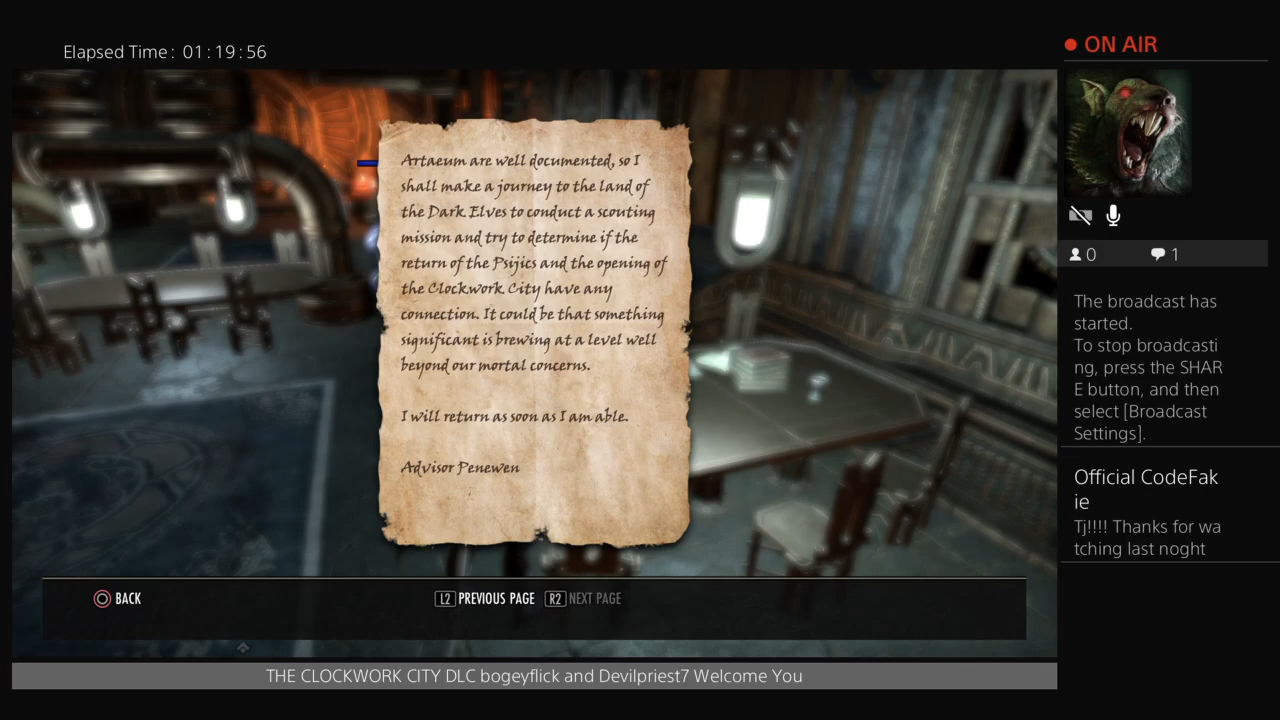 Elapsed Time: 01:19:56
ON AIR
Artaeum are well documented, so I
shall make a journey to the land of
the Dark Elves to conduct a scouting
mission and try to determine if the
return of the Psijics and the opening of
the Clockwork City have any
connection. It could be that something
significant is brewing at a level well
beyond our mortal concerns.
I will return as soon as I am able.
Advisor Penewen
BACK
L2 PREVIOUS PAGE R2 NEXT PAGE
THE CLOCKWORK CITY DLC bogeyflick and Devilpriest7 Welcome You
0 1
The broadcast has
started.
To stop broadcasti
ng, press the SHAR
E button, and then
select [Broadcast
Settings].
Official CodeFak
ie
Tj!!!! Thanks for wa
tching last noght